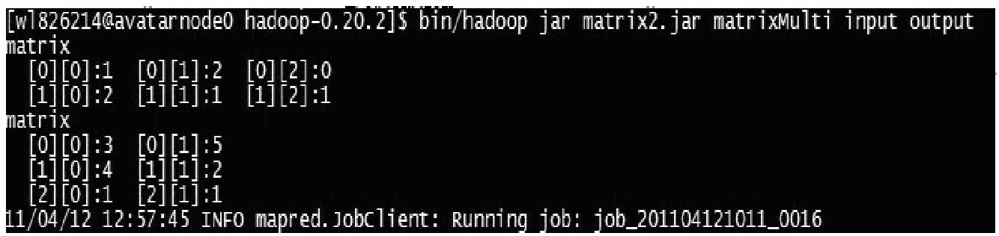 [wl826214@avatarnode0 hadoop-0.20.2]$ bin/hadoop jar matrix2.jar matrixMulti input output
matrix
[0][0]:1 [0][1]:2 [0][2]:0
[1][0]:2 [1][1]:1 [1][2]:1
matrix
[0][0]:3 [0][1]:5
[1][0]:4 [1][1]:2
[2][0]:1 [2][1]:1
11/04/12 12:57:45 INFO mapred.JobClient: Running job: job_201104121011_0016